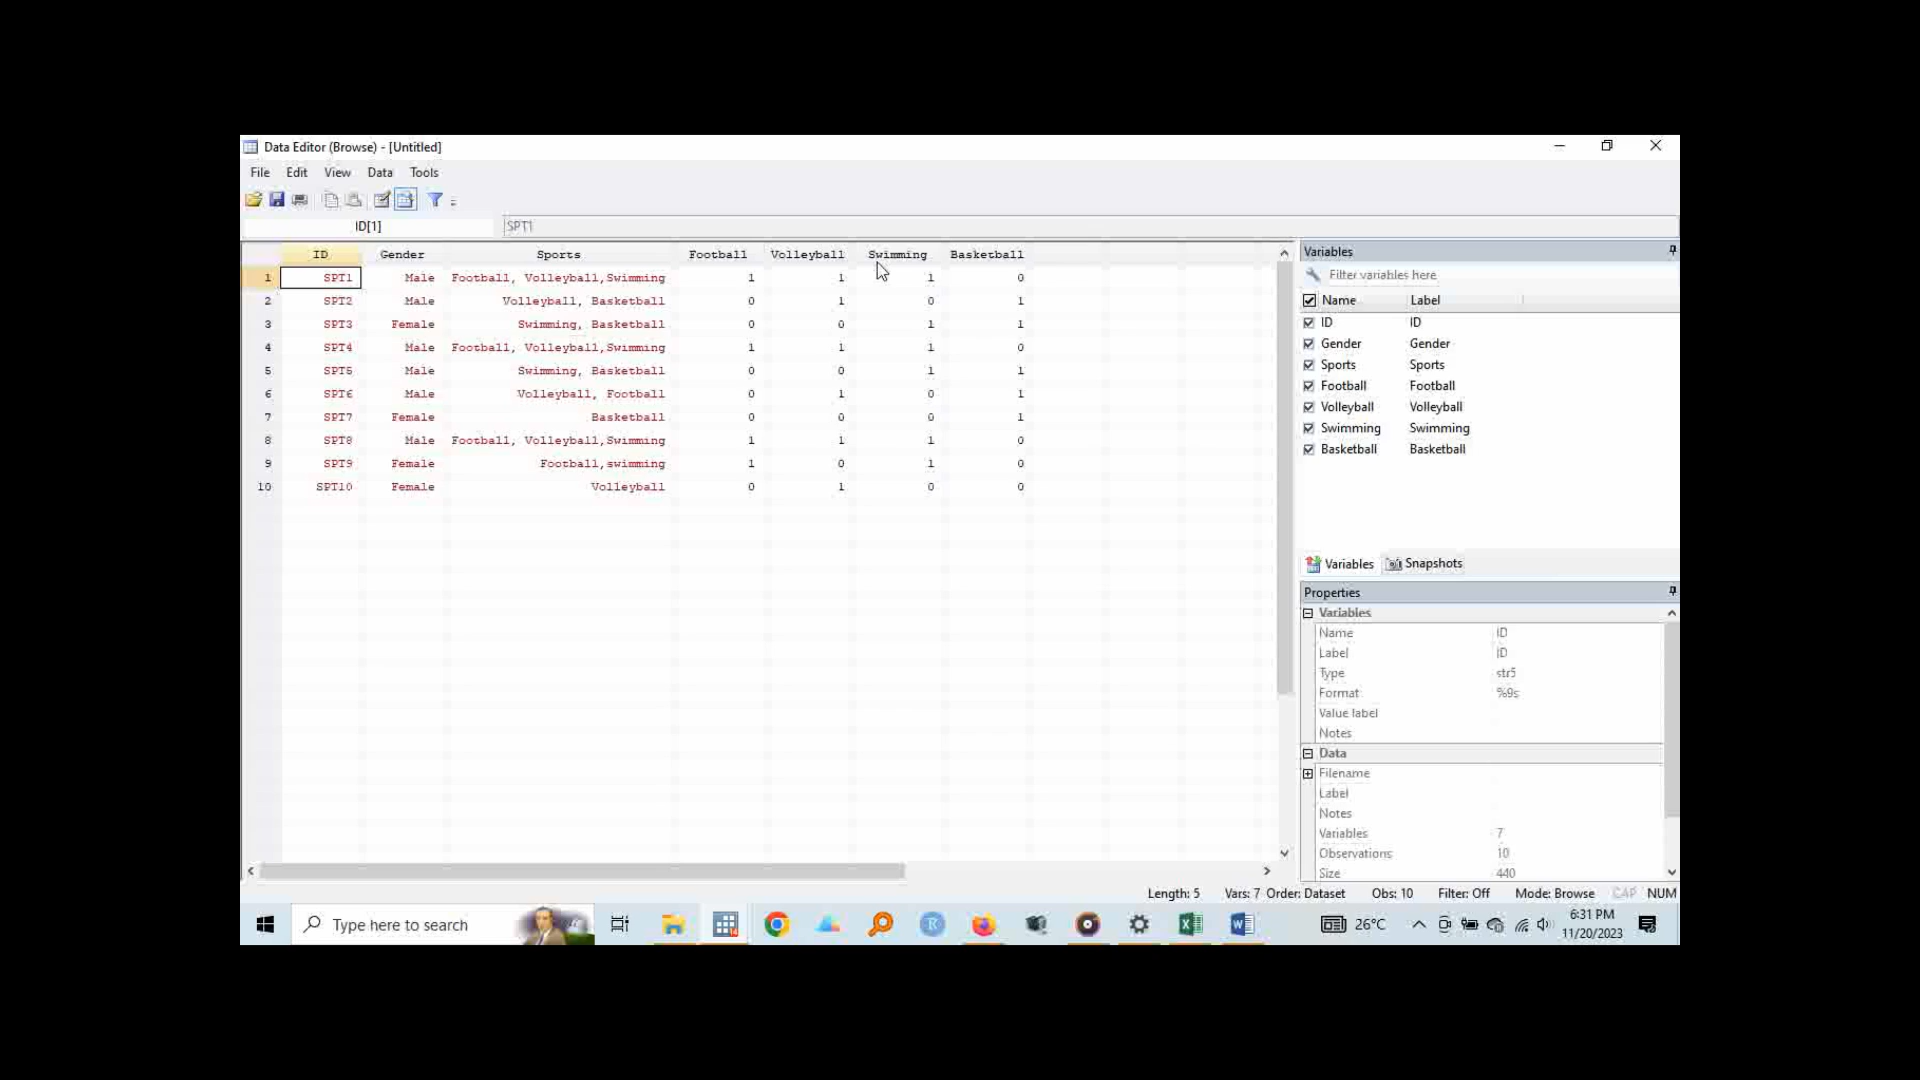 Data Editor (Browse) - [Untitled]
File Edit View Data Tools
ID[1] SPT1
ID Gender Sports Football Volleyball Swimming Basketball
1 SPT1 Male Football, Volleyball,Swimming 1 1 1 0
2 SPT2 Male Volleyball, Basketball 0 1 0 1
3 SPT3 Female Swimming, Basketball 0 0 1 1
4 SPT4 Male Football, Volleyball,Swimming 1 1 1 0
5 SPT5 Male Swimming, Basketball 0 0 1 1
6 SPT6 Male Volleyball, Football 0 1 0 1
7 SPT7 Female Basketball 0 0 0 1
8 SPT8 Male Football, Volleyball,Swimming 1 1 1 0
9 SPT9 Female Football,swimming 1 0 1 0
10 SPT10 Female Volleyball 0 1 0 0
Variables
Filter variables here
Name Label
ID ID
Gender Gender
Sports Sports
Football Football
Volleyball Volleyball
Swimming Swimming
Basketball Basketball
Variables Snapshots
Properties
Variables
Name ID
Label ID
Type str5
Format %9s
Value label
Notes
Data
Filename
Label
Notes
Variables 7
Observations 10
Size 440
Length: 5 Vars: 7 Order: Dataset Obs: 10 Filter: Off Mode: Browse CAP NUM
Type here to search
26°C
6:31 PM
11/20/2023